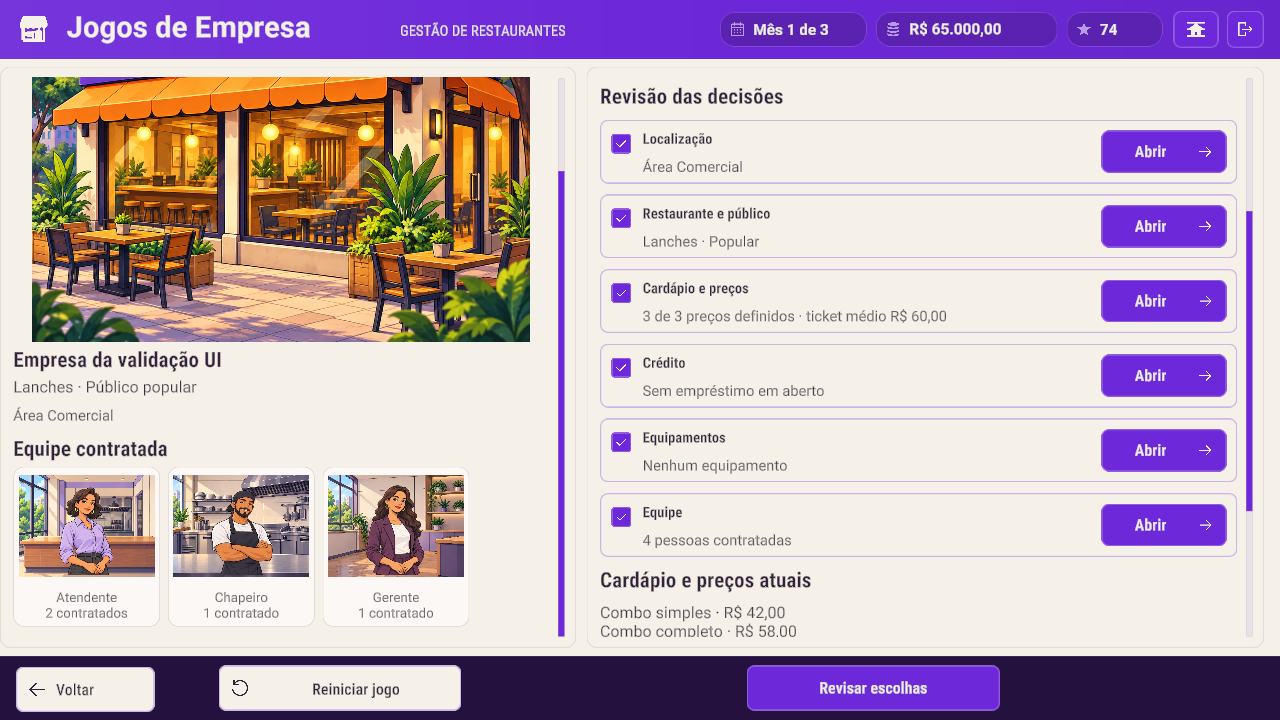 Jogos de Empresa
GESTÃO DE RESTAURANTES
Mês 1 de 3
R$ 65.000,00
74
Empresa da validação UI
Lanches · Público popular
Área Comercial
Equipe contratada
Atendente
2 contratados
Chapeiro
1 contratado
Gerente
1 contratado
Revisão das decisões
Localização
Área Comercial
Abrir
Restaurante e público
Lanches · Popular
Abrir
Cardápio e preços
3 de 3 preços definidos · ticket médio R$ 60,00
Abrir
Crédito
Sem empréstimo em aberto
Abrir
Equipamentos
Nenhum equipamento
Abrir
Equipe
4 pessoas contratadas
Abrir
Cardápio e preços atuais
Combo simples · R$ 42,00
Combo completo · R$ 58,00
Voltar
Reiniciar jogo
Revisar escolhas